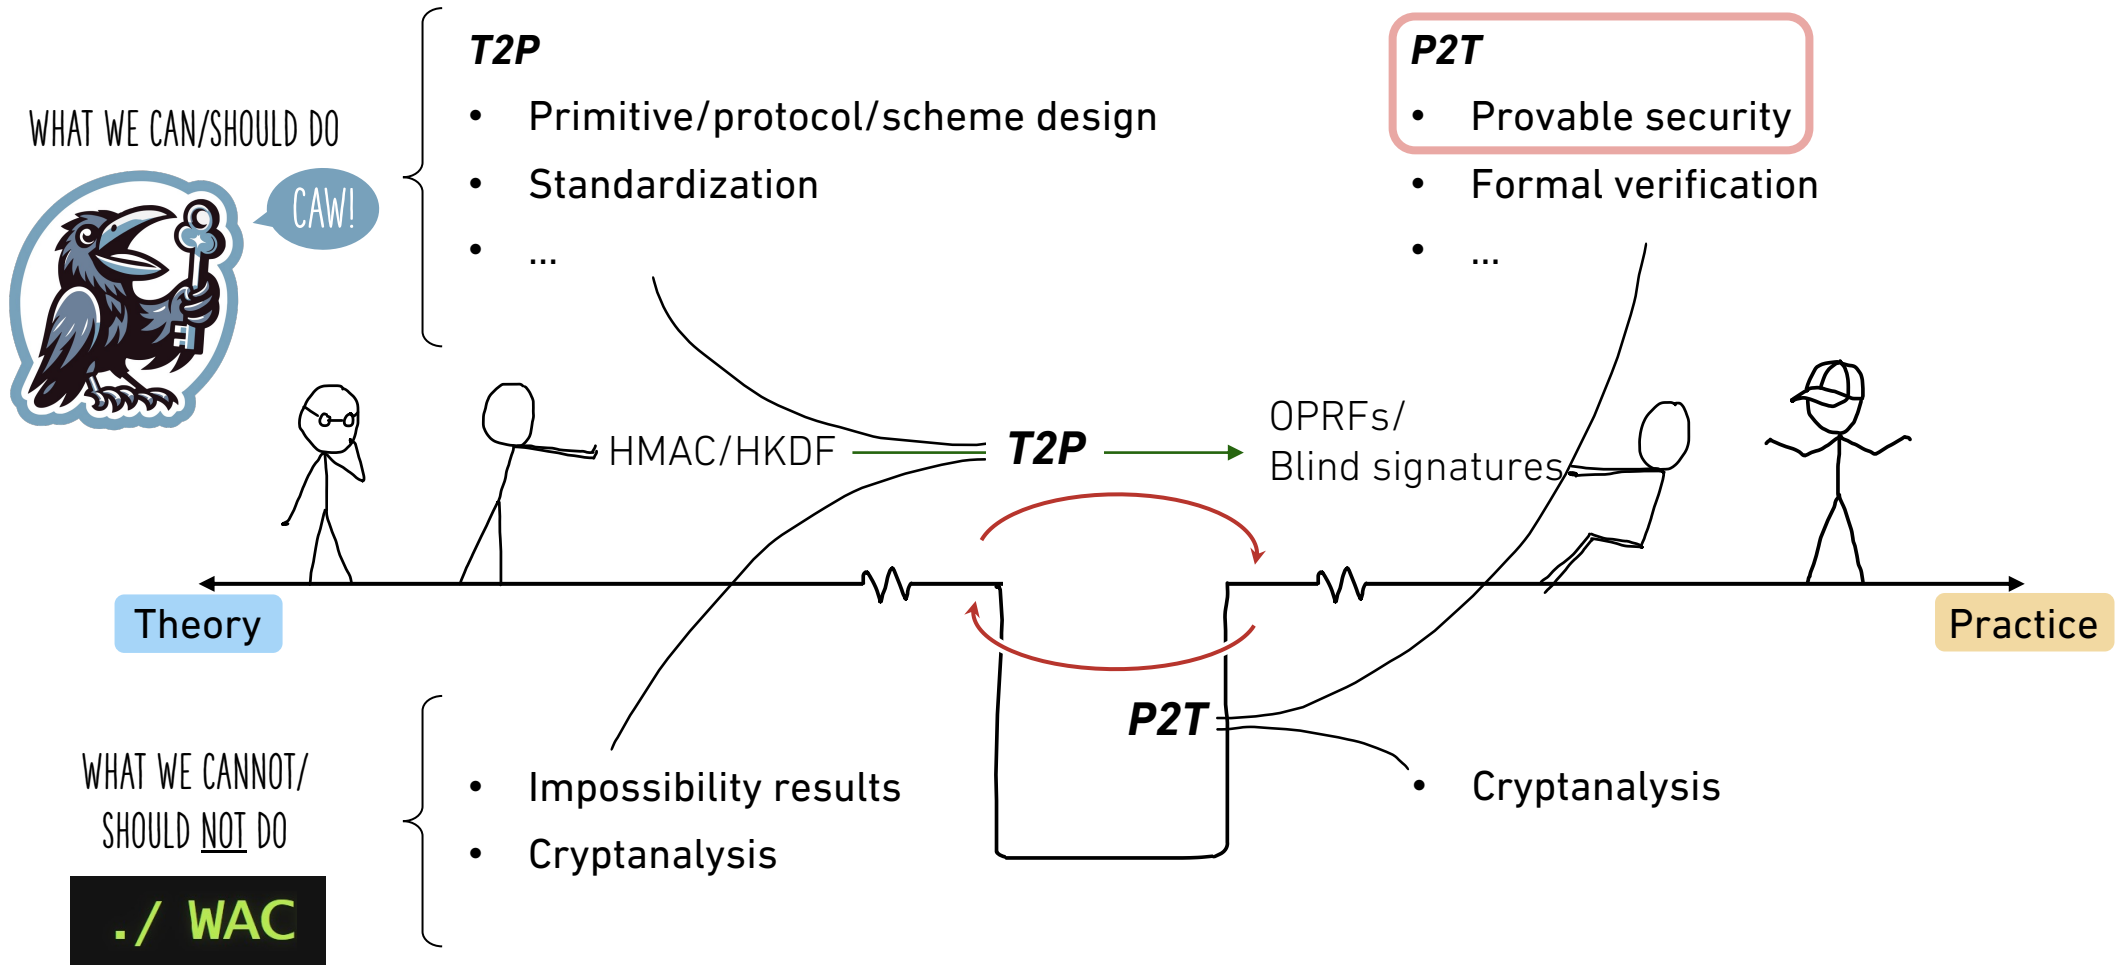 T2P
• Primitive/protocol/scheme design
• Standardization
• ...
P2T
• Provable security
• Formal verification
• ...
WHAT WE CAN/SHOULD DO
CAW!
HMAC/HKDF
T2P
OPRFs/
Blind signatures
Theory
Practice
P2T
WHAT WE CANNOT/
SHOULD NOT DO
• Impossibility results
• Cryptanalysis
• Cryptanalysis
./ WAC